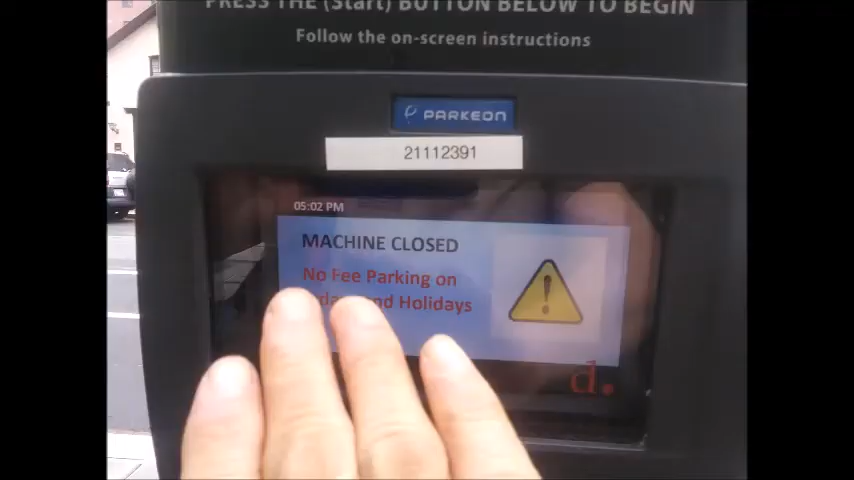 PRESS THE (Start) BUTTON BELOW TO BEGIN
Follow the on-screen instructions
PARKEON
21112391
05:02 PM
MACHINE CLOSED
No Fee Parking on
and Holidays
d.